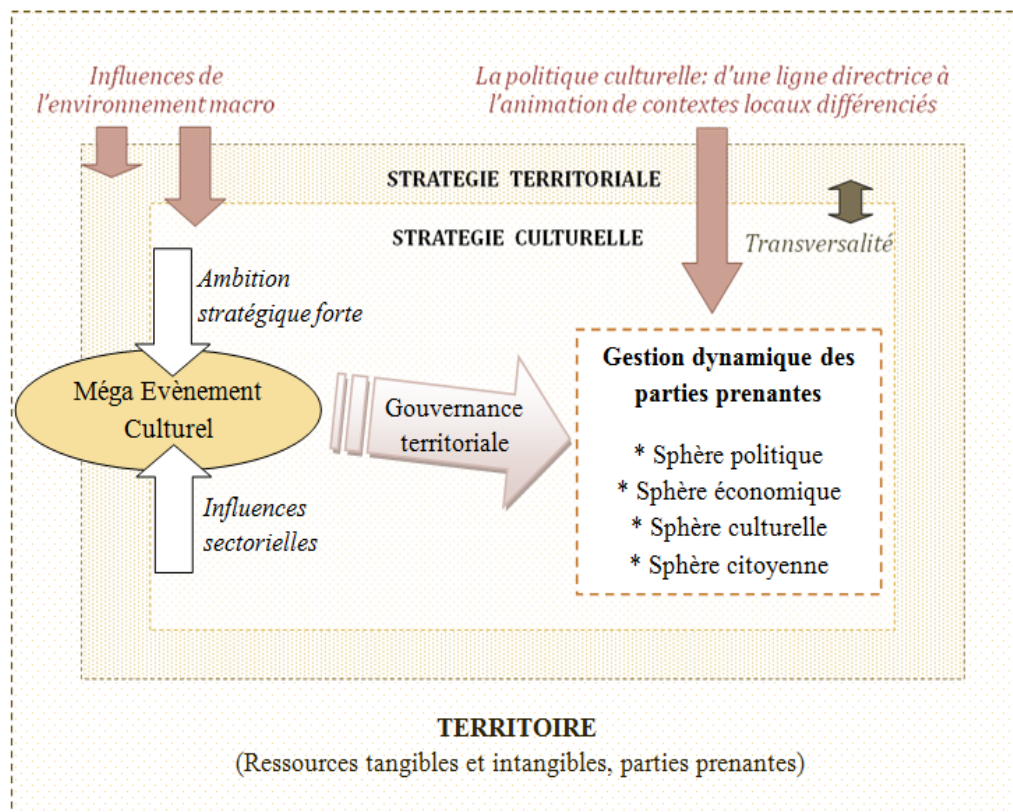 Influences de
l'environnement macro
La politique culturelle: d'une ligne directrice à
l'animation de contextes locaux différenciés
STRATEGIE TERRITORIALE
STRATEGIE CULTURELLE
Transversalité
Ambition
stratégique forte
Méga Evènement
Culturel
Influences
sectorielles
Gouvernance
territoriale
Gestion dynamique des
parties prenantes
* Sphère politique
* Sphère économique
* Sphère culturelle
* Sphère citoyenne
TERRITOIRE
(Ressources tangibles et intangibles, parties prenantes)